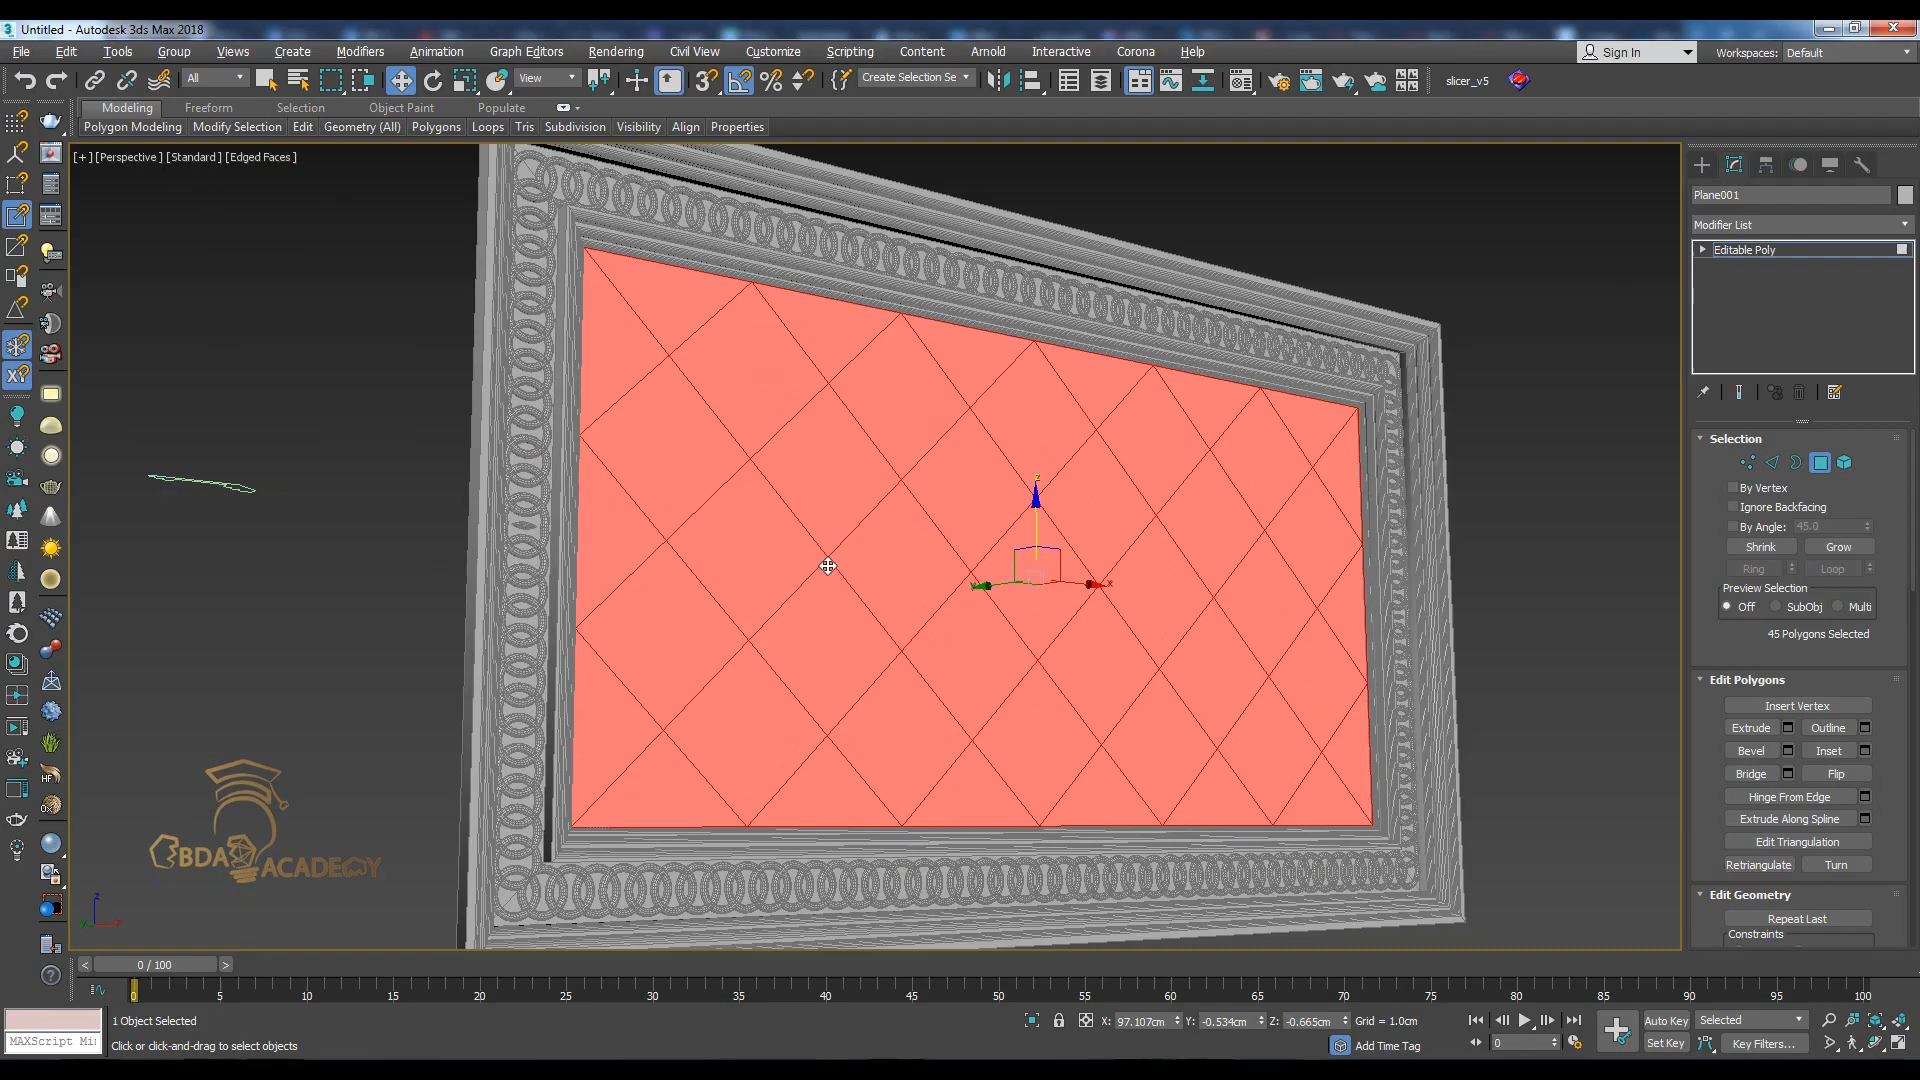 Untitled - Autodesk 3ds Max 2018
File Edit Tools Group Views Create Modifiers Animation Graph Editors Rendering Civil View Customize Scripting Content Arnold Interactive Corona Help
Sign In Workspaces: Default
All View Create Selection Se slicer_v5
Modeling Freeform Selection Object Paint Populate
Polygon Modeling Modify Selection Edit Geometry (All) Polygons Loops Tris Subdivision Visibility Align Properties
[+] [Perspective ] [Standard ] [Edged Faces ]
Plane001
Modifier List
Editable Poly
Selection
By Vertex
Ignore Backfacing
By Angle: 45.0
Shrink Grow
Ring Loop
Preview Selection
Off SubObj Multi
45 Polygons Selected
Edit Polygons
Insert Vertex
Extrude Outline
Bevel Inset
Bridge Flip
Hinge From Edge
Extrude Along Spline
Edit Triangulation
Retriangulate Turn
Edit Geometry
Repeat Last
Constraints
z
y x
BDA ACADEMY
HF
< 0 / 100 >
0 5 10 15 20 25 30 35 40 45 50 55 60 65 70 75 80 85 90 95 100
1 Object Selected
X: 97.107cm Y: -0.534cm Z: -0.665cm Grid = 1.0cm
Auto Key Selected
MAXScript Mi
Click or click-and-drag to select objects
Add Time Tag
0
Set Key Key Filters...